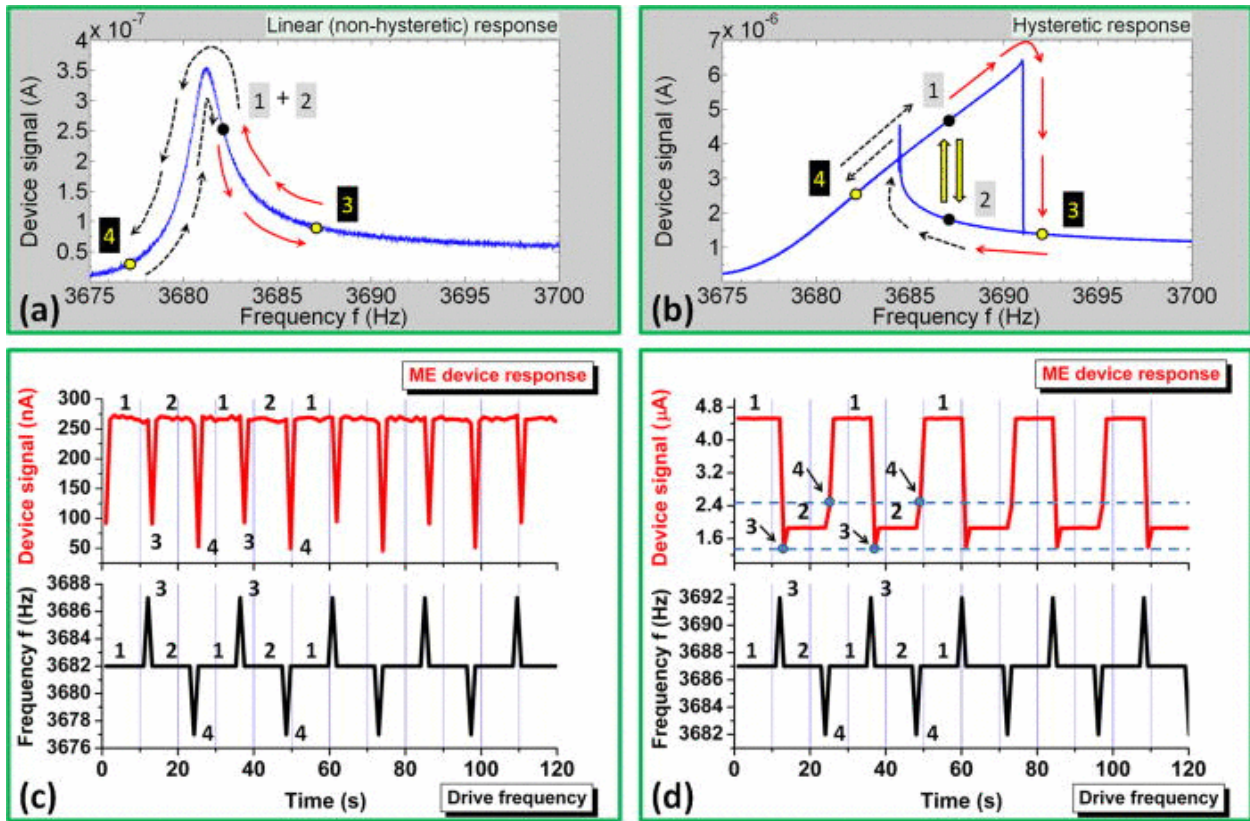 Linear (non-hysteretic) response
4 x 10⁻⁷
3.5
3
2.5
2
1.5
1
0.5
Device signal (A)
1 + 2
3
4
3675 3680 3685 3690 3695 3700
(a) Frequency f (Hz)
Hysteretic response
7 x 10⁻⁶
6
5
4
3
2
1
Device signal (A)
1
2
3
4
3675 3680 3685 3690 3695 3700
(b) Frequency f (Hz)
ME device response
300
250
200
150
100
50
Device signal (nA)
1 2 1 2 1
3 4 3 4
3688
3686
3684
3682
3680
3678
3676
Frequency f (Hz)
3 3
1 2 1 2 1
4 4
0 20 40 60 80 100 120
(c) Time (s) Drive frequency
ME device response
4.8
4.0
3.2
2.4
1.6
Device signal (µA)
1 1 1
4 4
2 2
3 3
3692
3690
3688
3686
3684
3682
Frequency f (Hz)
3 3
1 2 1 2 1
4 4
0 20 40 60 80 100 120
(d) Time (s) Drive frequency